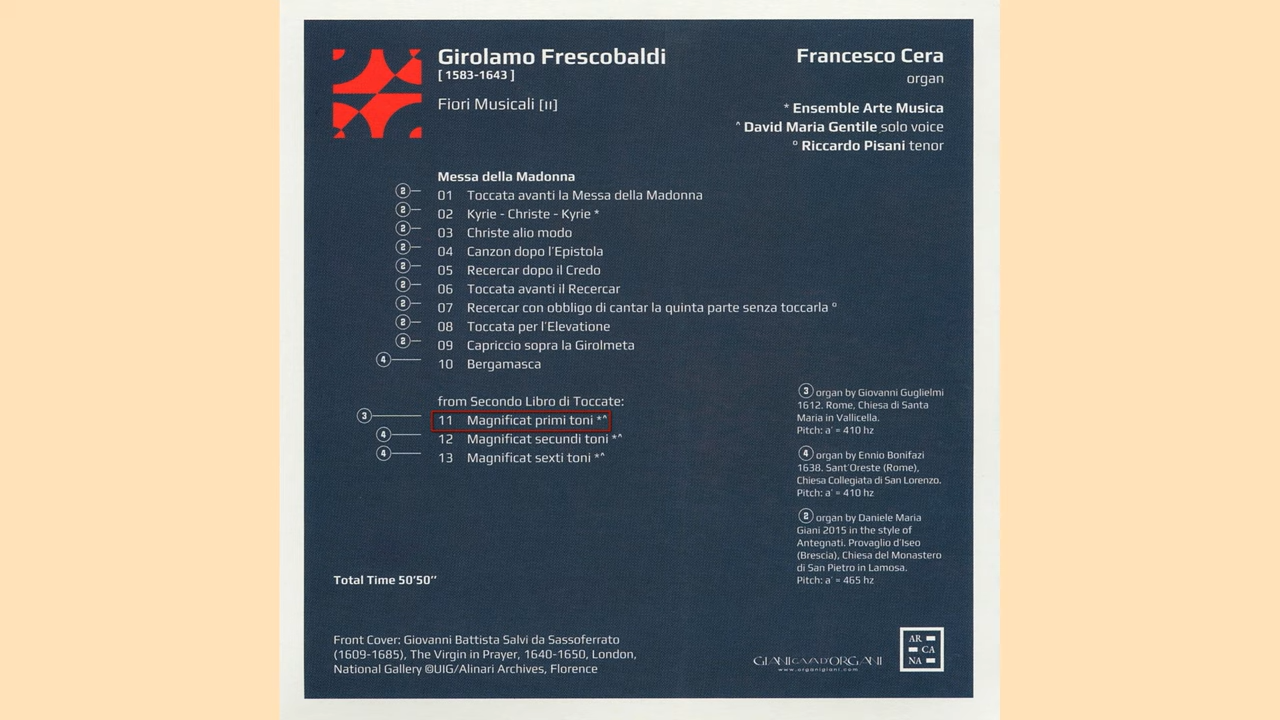 Girolamo Frescobaldi
[ 1583-1643 ]
Fiori Musicali [II]
Francesco Cera
organ
* Ensemble Arte Musica
^ David Maria Gentile solo voice
° Riccardo Pisani tenor
Messa della Madonna
2 01 Toccata avanti la Messa della Madonna
2 02 Kyrie - Christe - Kyrie *
2 03 Christe alio modo
2 04 Canzon dopo l'Epistola
2 05 Recercar dopo il Credo
2 06 Toccata avanti il Recercar
2 07 Recercar con obbligo di cantar la quinta parte senza toccarla °
2 08 Toccata per l'Elevatione
2 09 Capriccio sopra la Girolmeta
4 10 Bergamasca
from Secondo Libro di Toccate:
3 11 Magnificat primi toni *^
4 12 Magnificat secundi toni *^
4 13 Magnificat sexti toni *^
3 organ by Giovanni Guglielmi
1612. Rome, Chiesa di Santa
Maria in Vallicella.
Pitch: a' = 410 hz
4 organ by Ennio Bonifazi
1638. Sant'Oreste (Rome),
Chiesa Collegiata di San Lorenzo.
Pitch: a' = 410 hz
2 organ by Daniele Maria
Giani 2015 in the style of
Antegnati. Provaglio d'Iseo
(Brescia), Chiesa del Monastero
di San Pietro in Lamosa.
Pitch: a' = 465 hz
Total Time 50'50''
Front Cover: Giovanni Battista Salvi da Sassoferrato
(1609-1685), The Virgin in Prayer, 1640-1650, London,
National Gallery ©UIG/Alinari Archives, Florence
GIANI CASA D'ORGANI
www.organigiani.com
AR
CA
NA